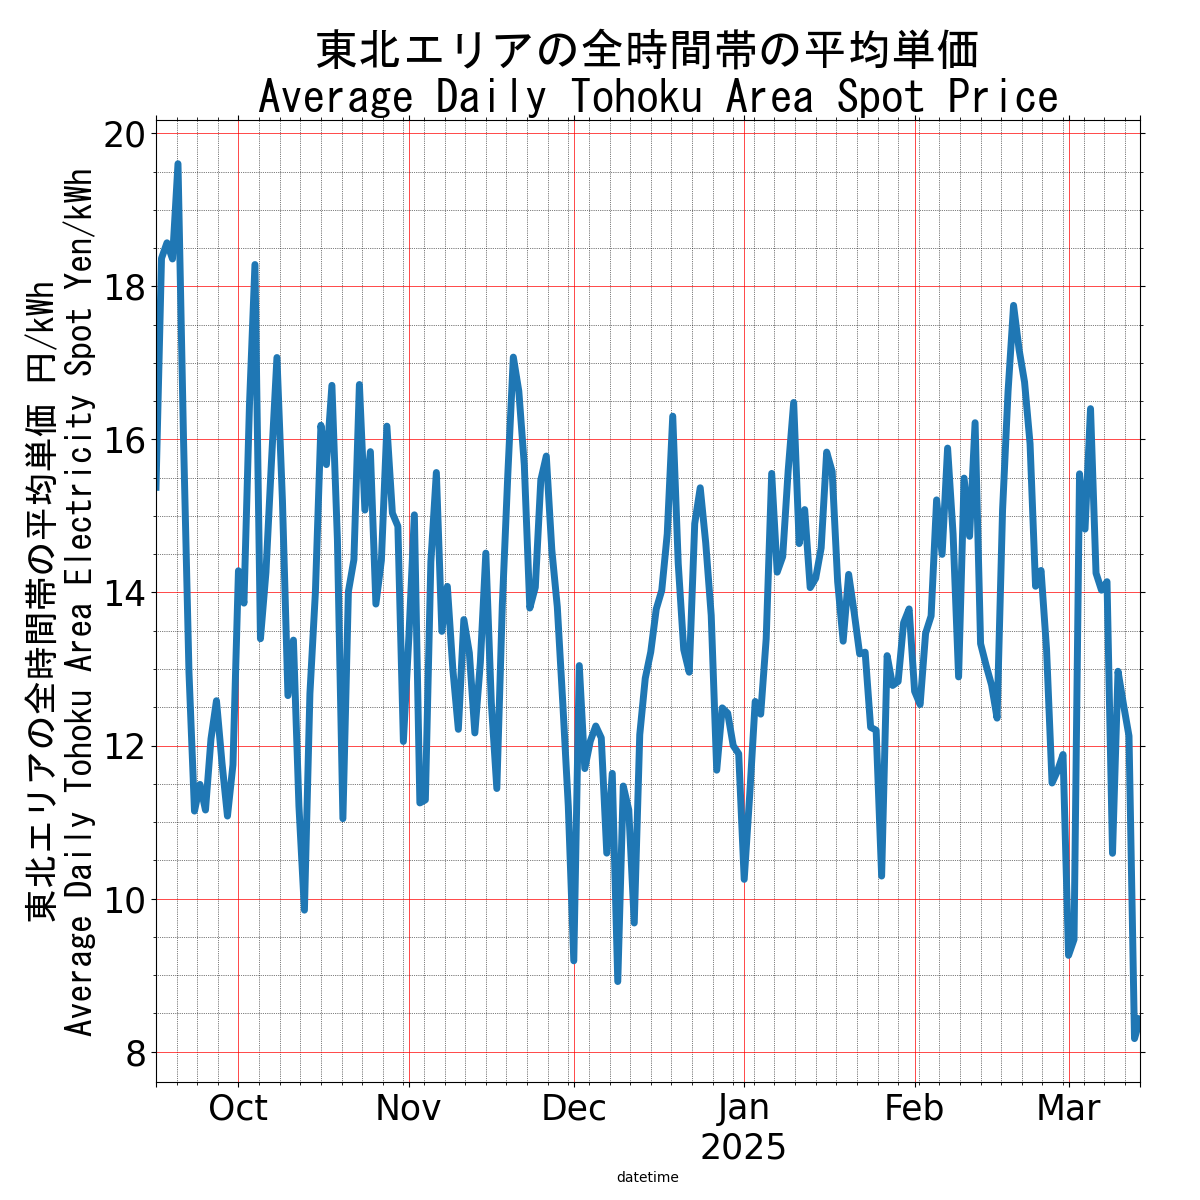 東北エリアの全時間帯の平均単価
Average Daily Tohoku Area Spot Price
東北エリアの全時間帯の平均単価 円/kWh
Average Daily Tohoku Area Electricity Spot Yen/kWh
20
18
16
14
12
10
8
Oct Nov Dec Jan Feb Mar
2025
datetime